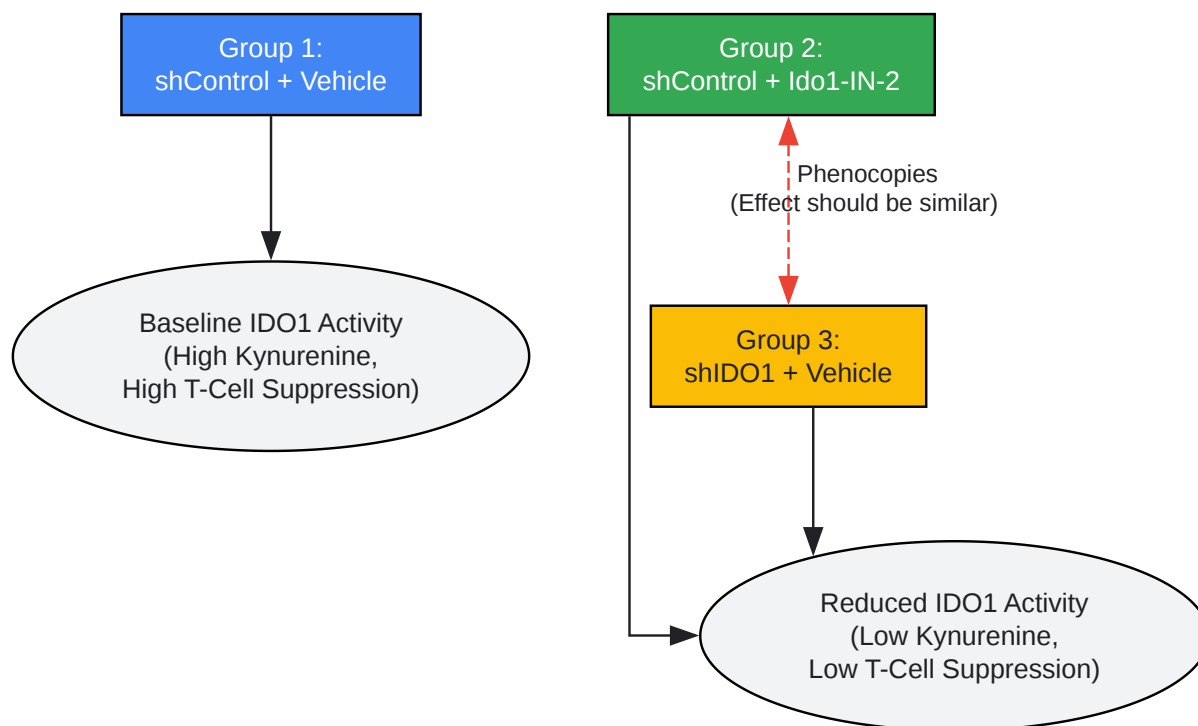 Group 1:
shControl + Vehicle
Group 2:
shControl + Ido1-IN-2
Phenocopies
(Effect should be similar)
Baseline IDO1 Activity
(High Kynurenine,
High T-Cell Suppression)
Group 3:
shIDO1 + Vehicle
Reduced IDO1 Activity
(Low Kynurenine,
Low T-Cell Suppression)